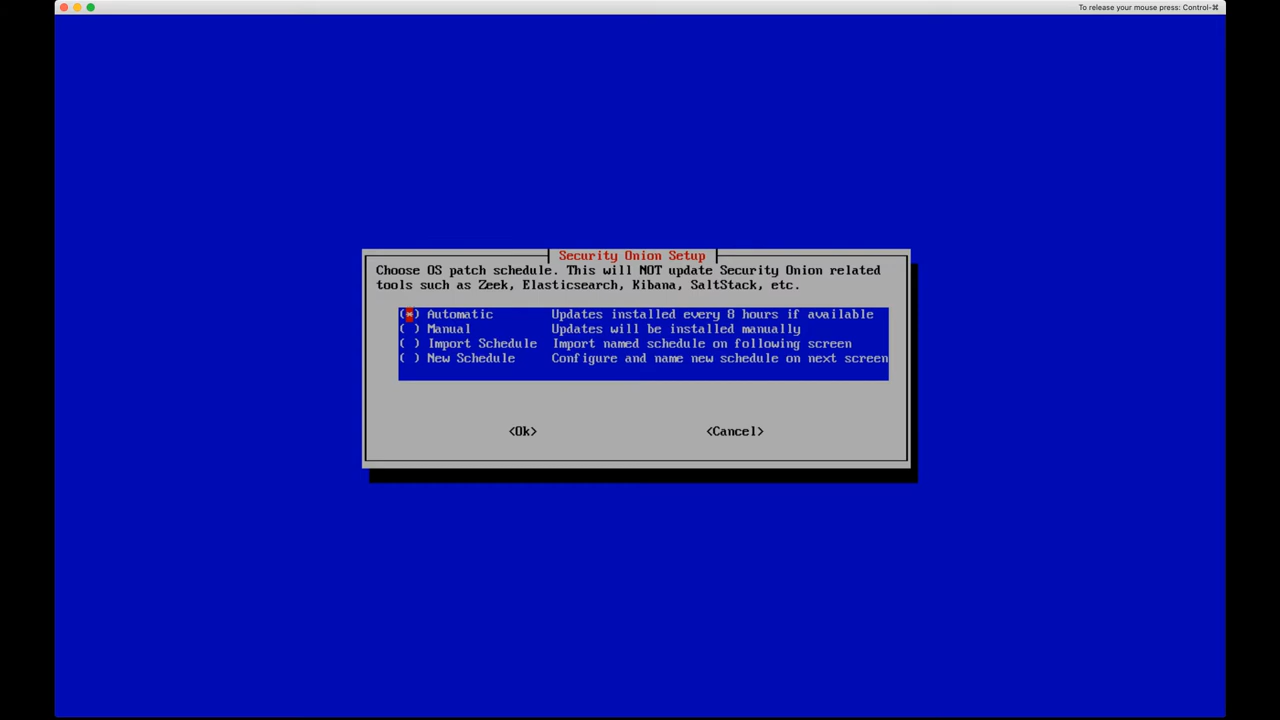 To release your mouse press: Control-⌘
Security Onion Setup
Choose OS patch schedule. This will NOT update Security Onion related
tools such as Zeek, Elasticsearch, Kibana, SaltStack, etc.
(*) Automatic Updates installed every 8 hours if available
( ) Manual Updates will be installed manually
( ) Import Schedule Import named schedule on following screen
( ) New Schedule Configure and name new schedule on next screen
<Ok> <Cancel>